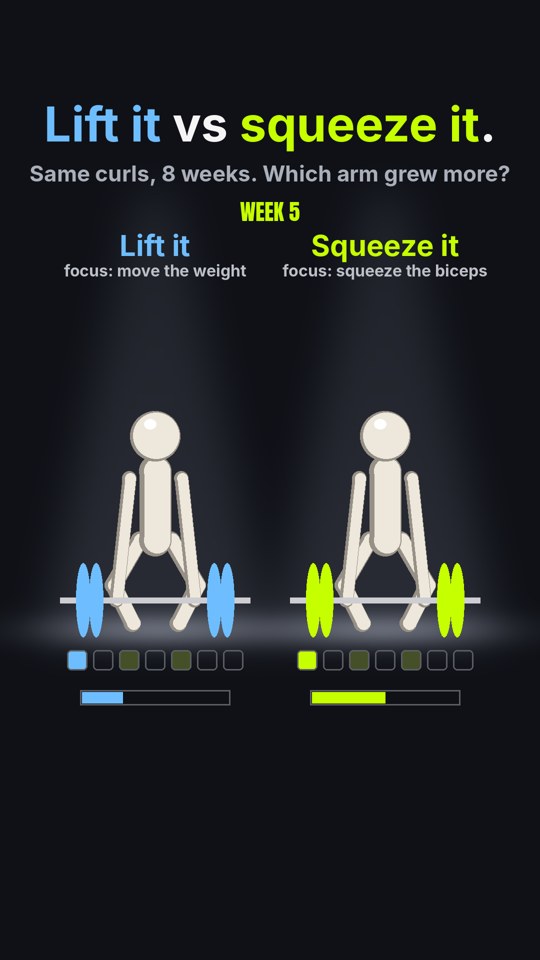 Lift it vs squeeze it.
Same curls, 8 weeks. Which arm grew more?
WEEK 5
Lift it
focus: move the weight
Squeeze it
focus: squeeze the biceps